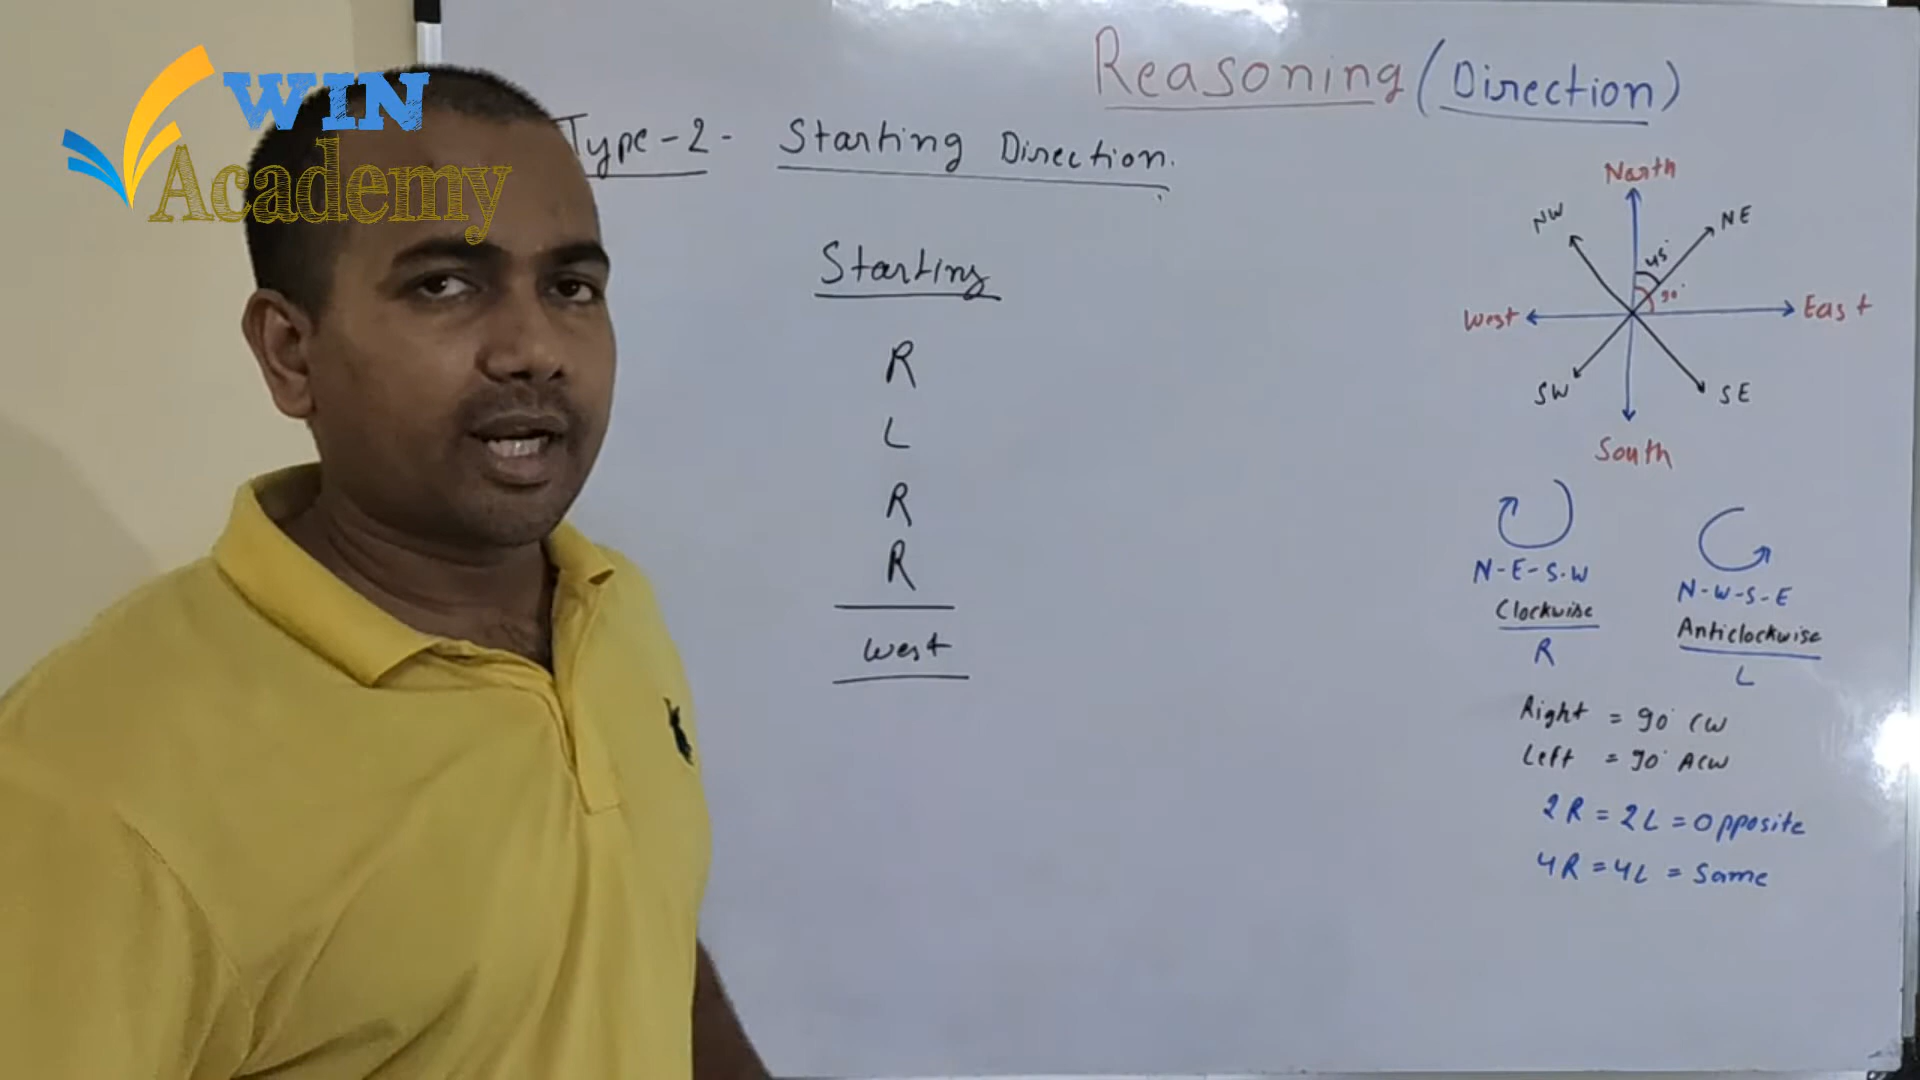 WIN
Academy
Reasoning (Direction)
Type-2- Starting Direction.
Starting
R
L
R
R
West
North
NW
NE
45°
90°
West
East
SW
SE
South
N-E-S-W
Clockwise
R
N-W-S-E
Anticlockwise
L
Right = 90° CW
Left = 90° ACW
2R = 2L = Opposite
4R = 4L = Same